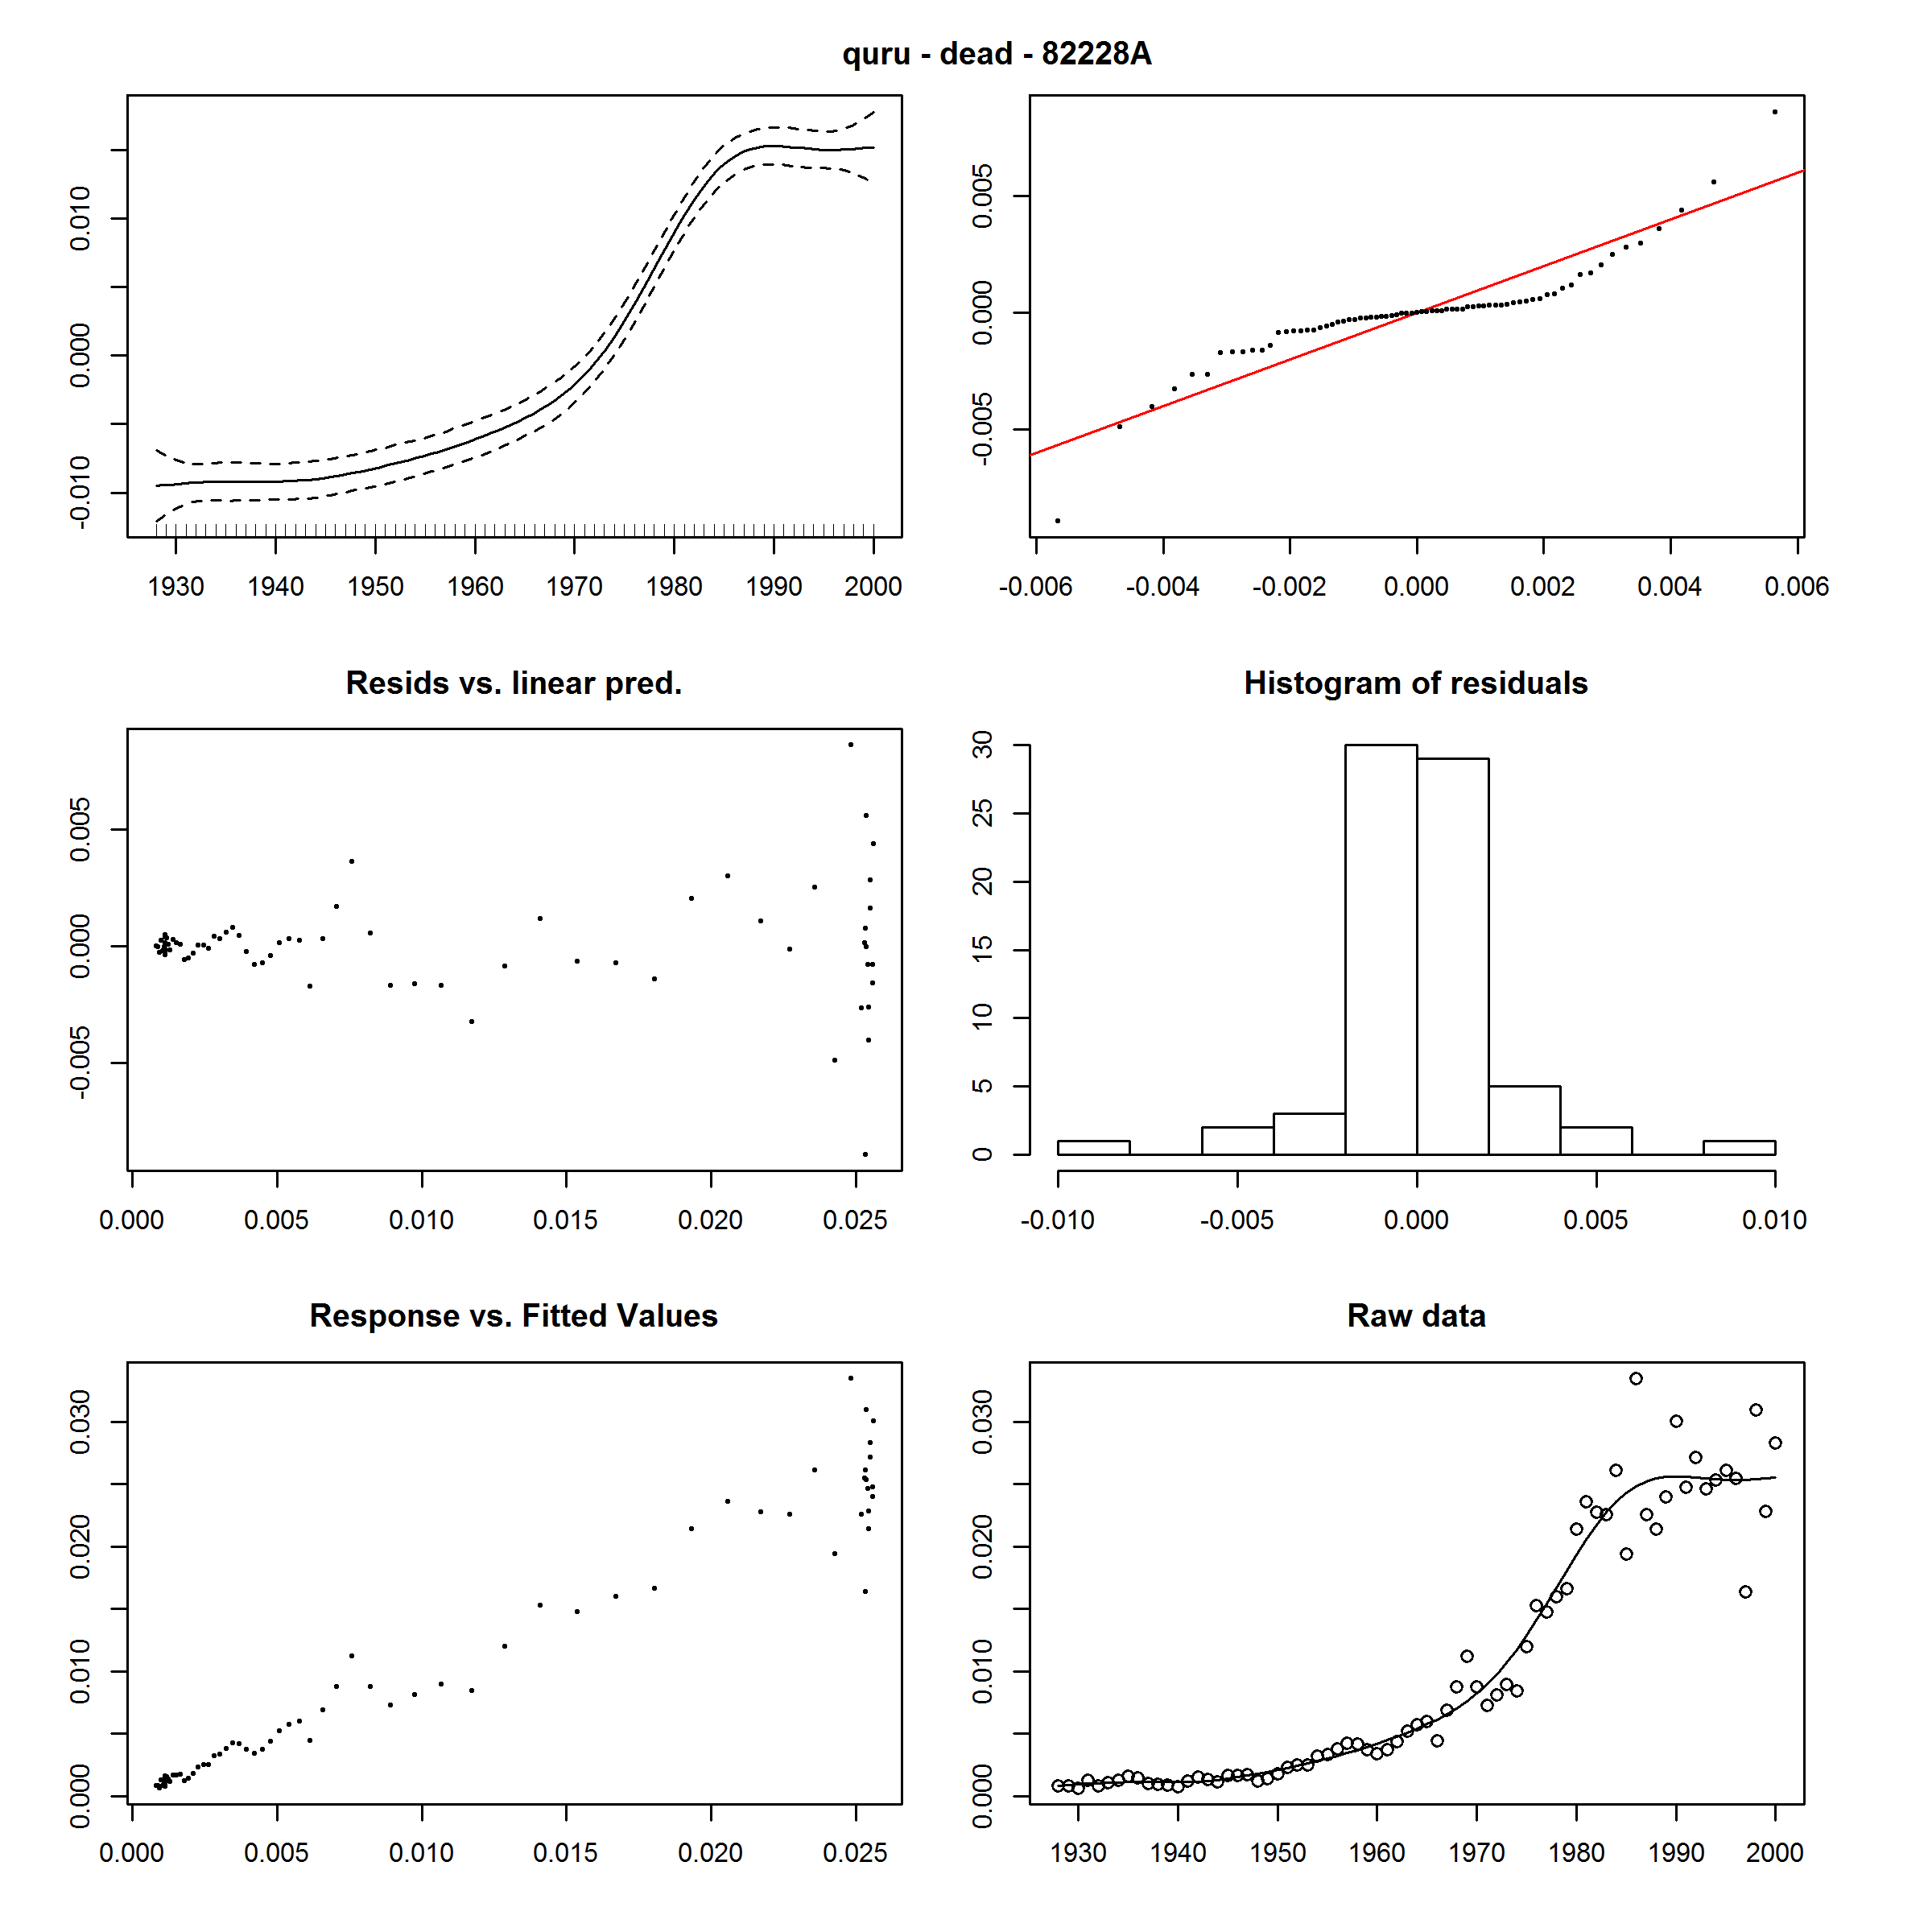 quru - dead - 82228A
0.010
0.000
-0.010
1930 1940 1950 1960 1970 1980 1990 2000
0.005
0.000
-0.005
-0.006 -0.004 -0.002 0.000 0.002 0.004 0.006
Resids vs. linear pred.
0.005
0.000
-0.005
0.000 0.005 0.010 0.015 0.020 0.025
Histogram of residuals
30
25
20
15
10
5
0
-0.010 -0.005 0.000 0.005 0.010
Response vs. Fitted Values
0.030
0.020
0.010
0.000
0.000 0.005 0.010 0.015 0.020 0.025
Raw data
0.030
0.020
0.010
0.000
1930 1940 1950 1960 1970 1980 1990 2000